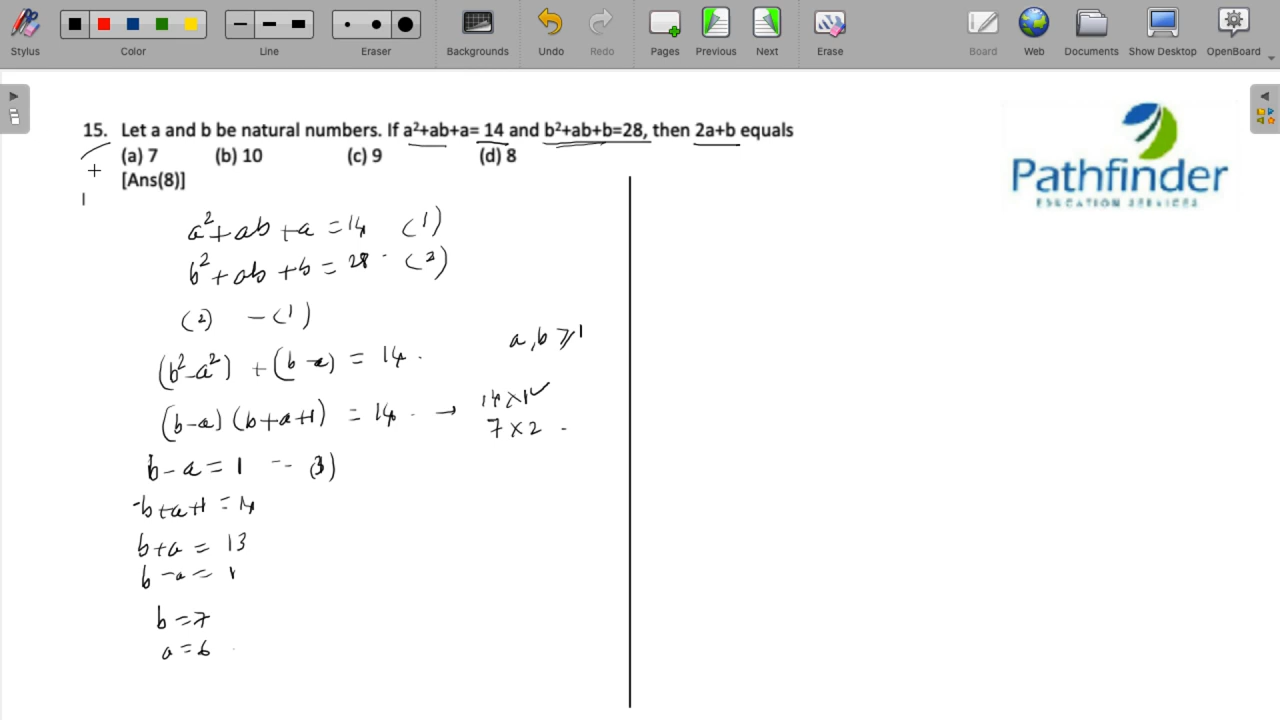 Stylus Color Line Eraser Backgrounds Undo Redo Pages Previous Next Erase Board Web Documents Show Desktop OpenBoard
15. Let a and b be natural numbers. If a²+ab+a= 14 and b²+ab+b=28, then 2a+b equals
(a) 7 (b) 10 (c) 9 (d) 8
[Ans(8)]
Pathfinder
EDUCATION SERVICES
a²+ab+a=14 (1)
b²+ab+b=28 (2)
(2) -(1)
(b²-a²)+(b-a)=14.
a,b≥1
(b-a)(b+a+1)=14. → 14×1✓
7×2
b-a=1 -- (3)
b+a+1=14
b+a=13
b-a=1
b=7
a=6